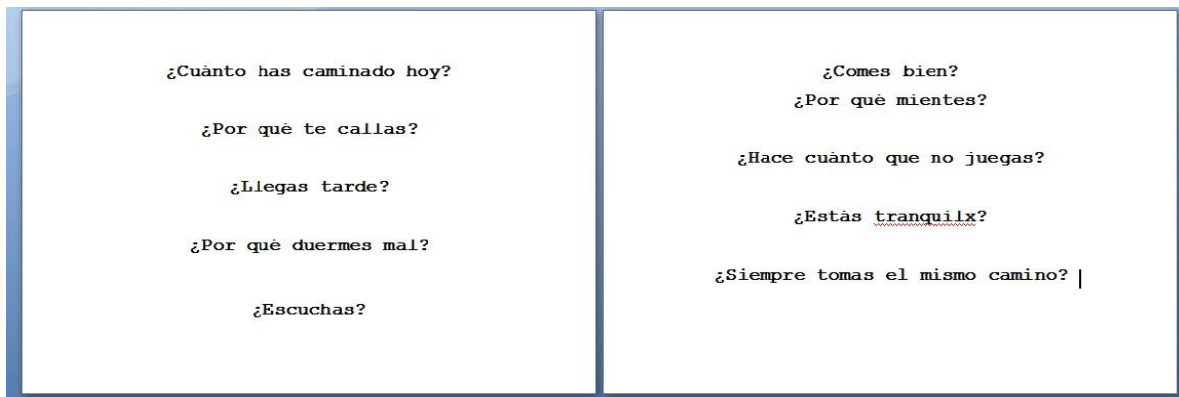 ¿Cuánto has caminado hoy?
¿Por qué te callas?
¿Llegas tarde?
¿Por qué duermes mal?
¿Escuchas?
¿Comes bien?
¿Por qué mientes?
¿Hace cuánto que no juegas?
¿Estás tranquilx?
¿Siempre tomas el mismo camino?